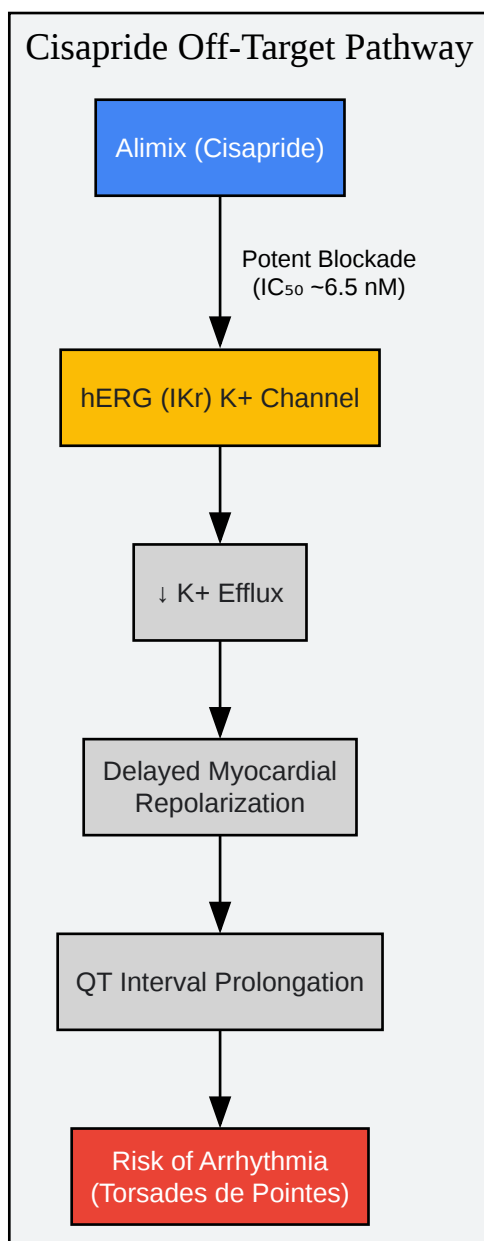 Cisapride Off-Target Pathway
Alimix (Cisapride)
Potent Blockade
(IC₅₀ ~6.5 nM)
hERG (IKr) K+ Channel
↓ K+ Efflux
Delayed Myocardial
Repolarization
QT Interval Prolongation
Risk of Arrhythmia
(Torsades de Pointes)